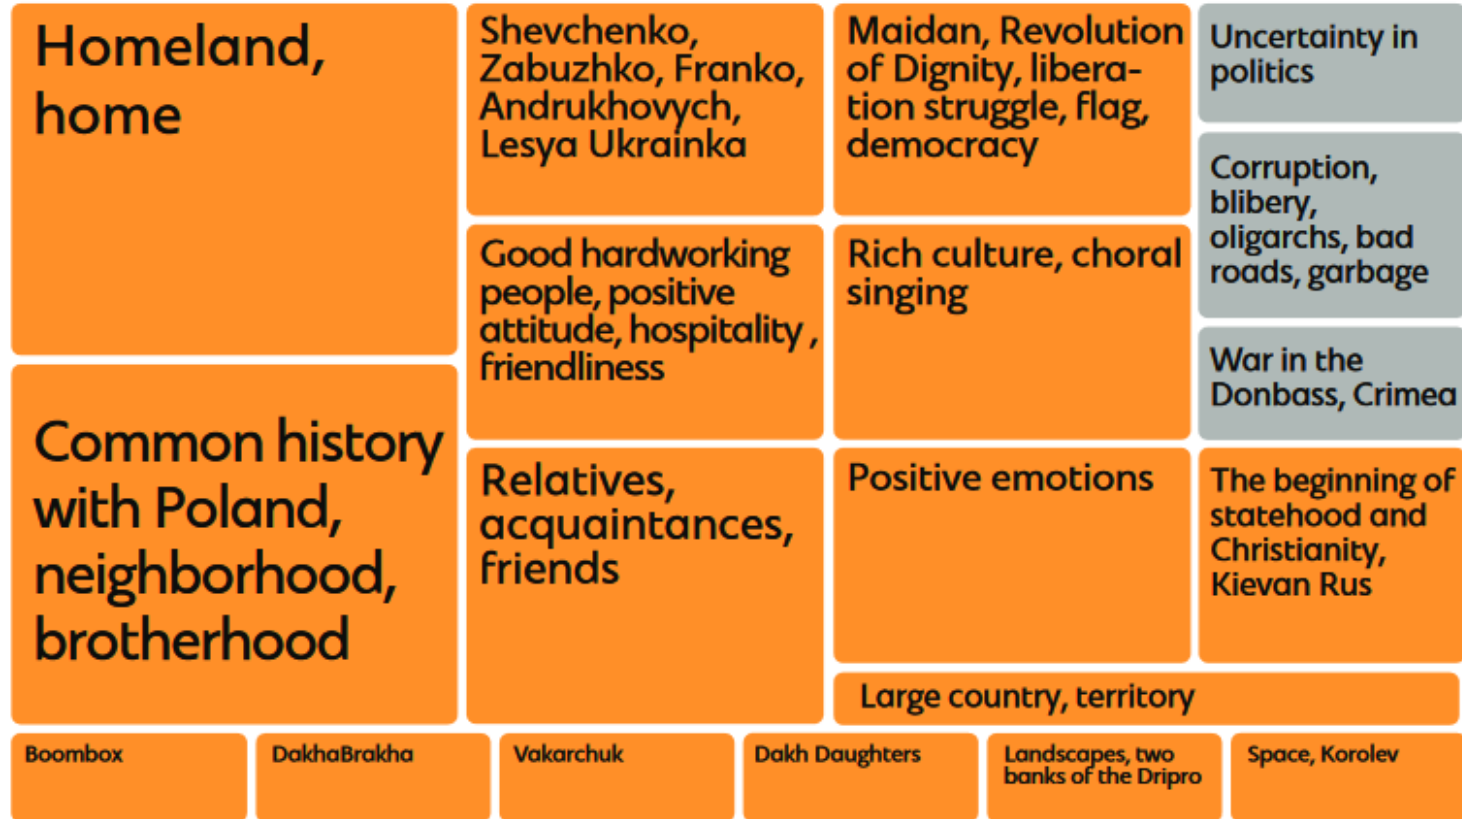 Homeland,
home
Shevchenko,
Zabuzhko, Franko,
Andrukhovych,
Lesya Ukrainka
Maidan, Revolution
of Dignity, libera-
tion struggle, flag,
democracy
Uncertainty in
politics
Corruption,
blibery,
oligarchs, bad
roads, garbage
Good hardworking
people, positive
attitude, hospitality ,
friendliness
Rich culture, choral
singing
War in the
Donbass, Crimea
Common history
with Poland,
neighborhood,
brotherhood
Relatives,
acquaintances,
friends
Positive emotions
The beginning of
statehood and
Christianity,
Kievan Rus
Large country, territory
Boombox
DakhaBrakha
Vakarchuk
Dakh Daughters
Landscapes, two
banks of the Dripro
Space, Korolev